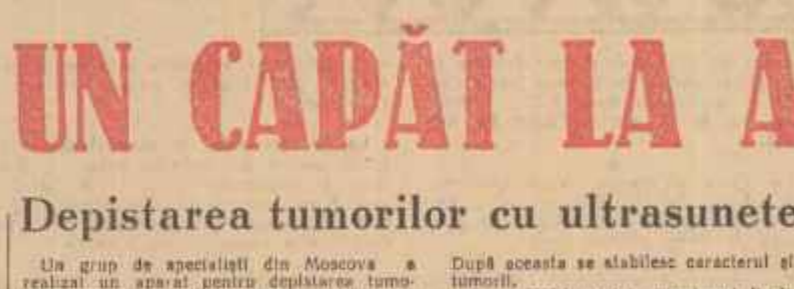 UN CAPĂT LA A
Depistarea tumorilor cu ultrasunete
Un grup de specialiști din Moscova a
realizat un aparat pentru depistarea tumo-
După aceasta se stabilesc caracterul și
tumorii.